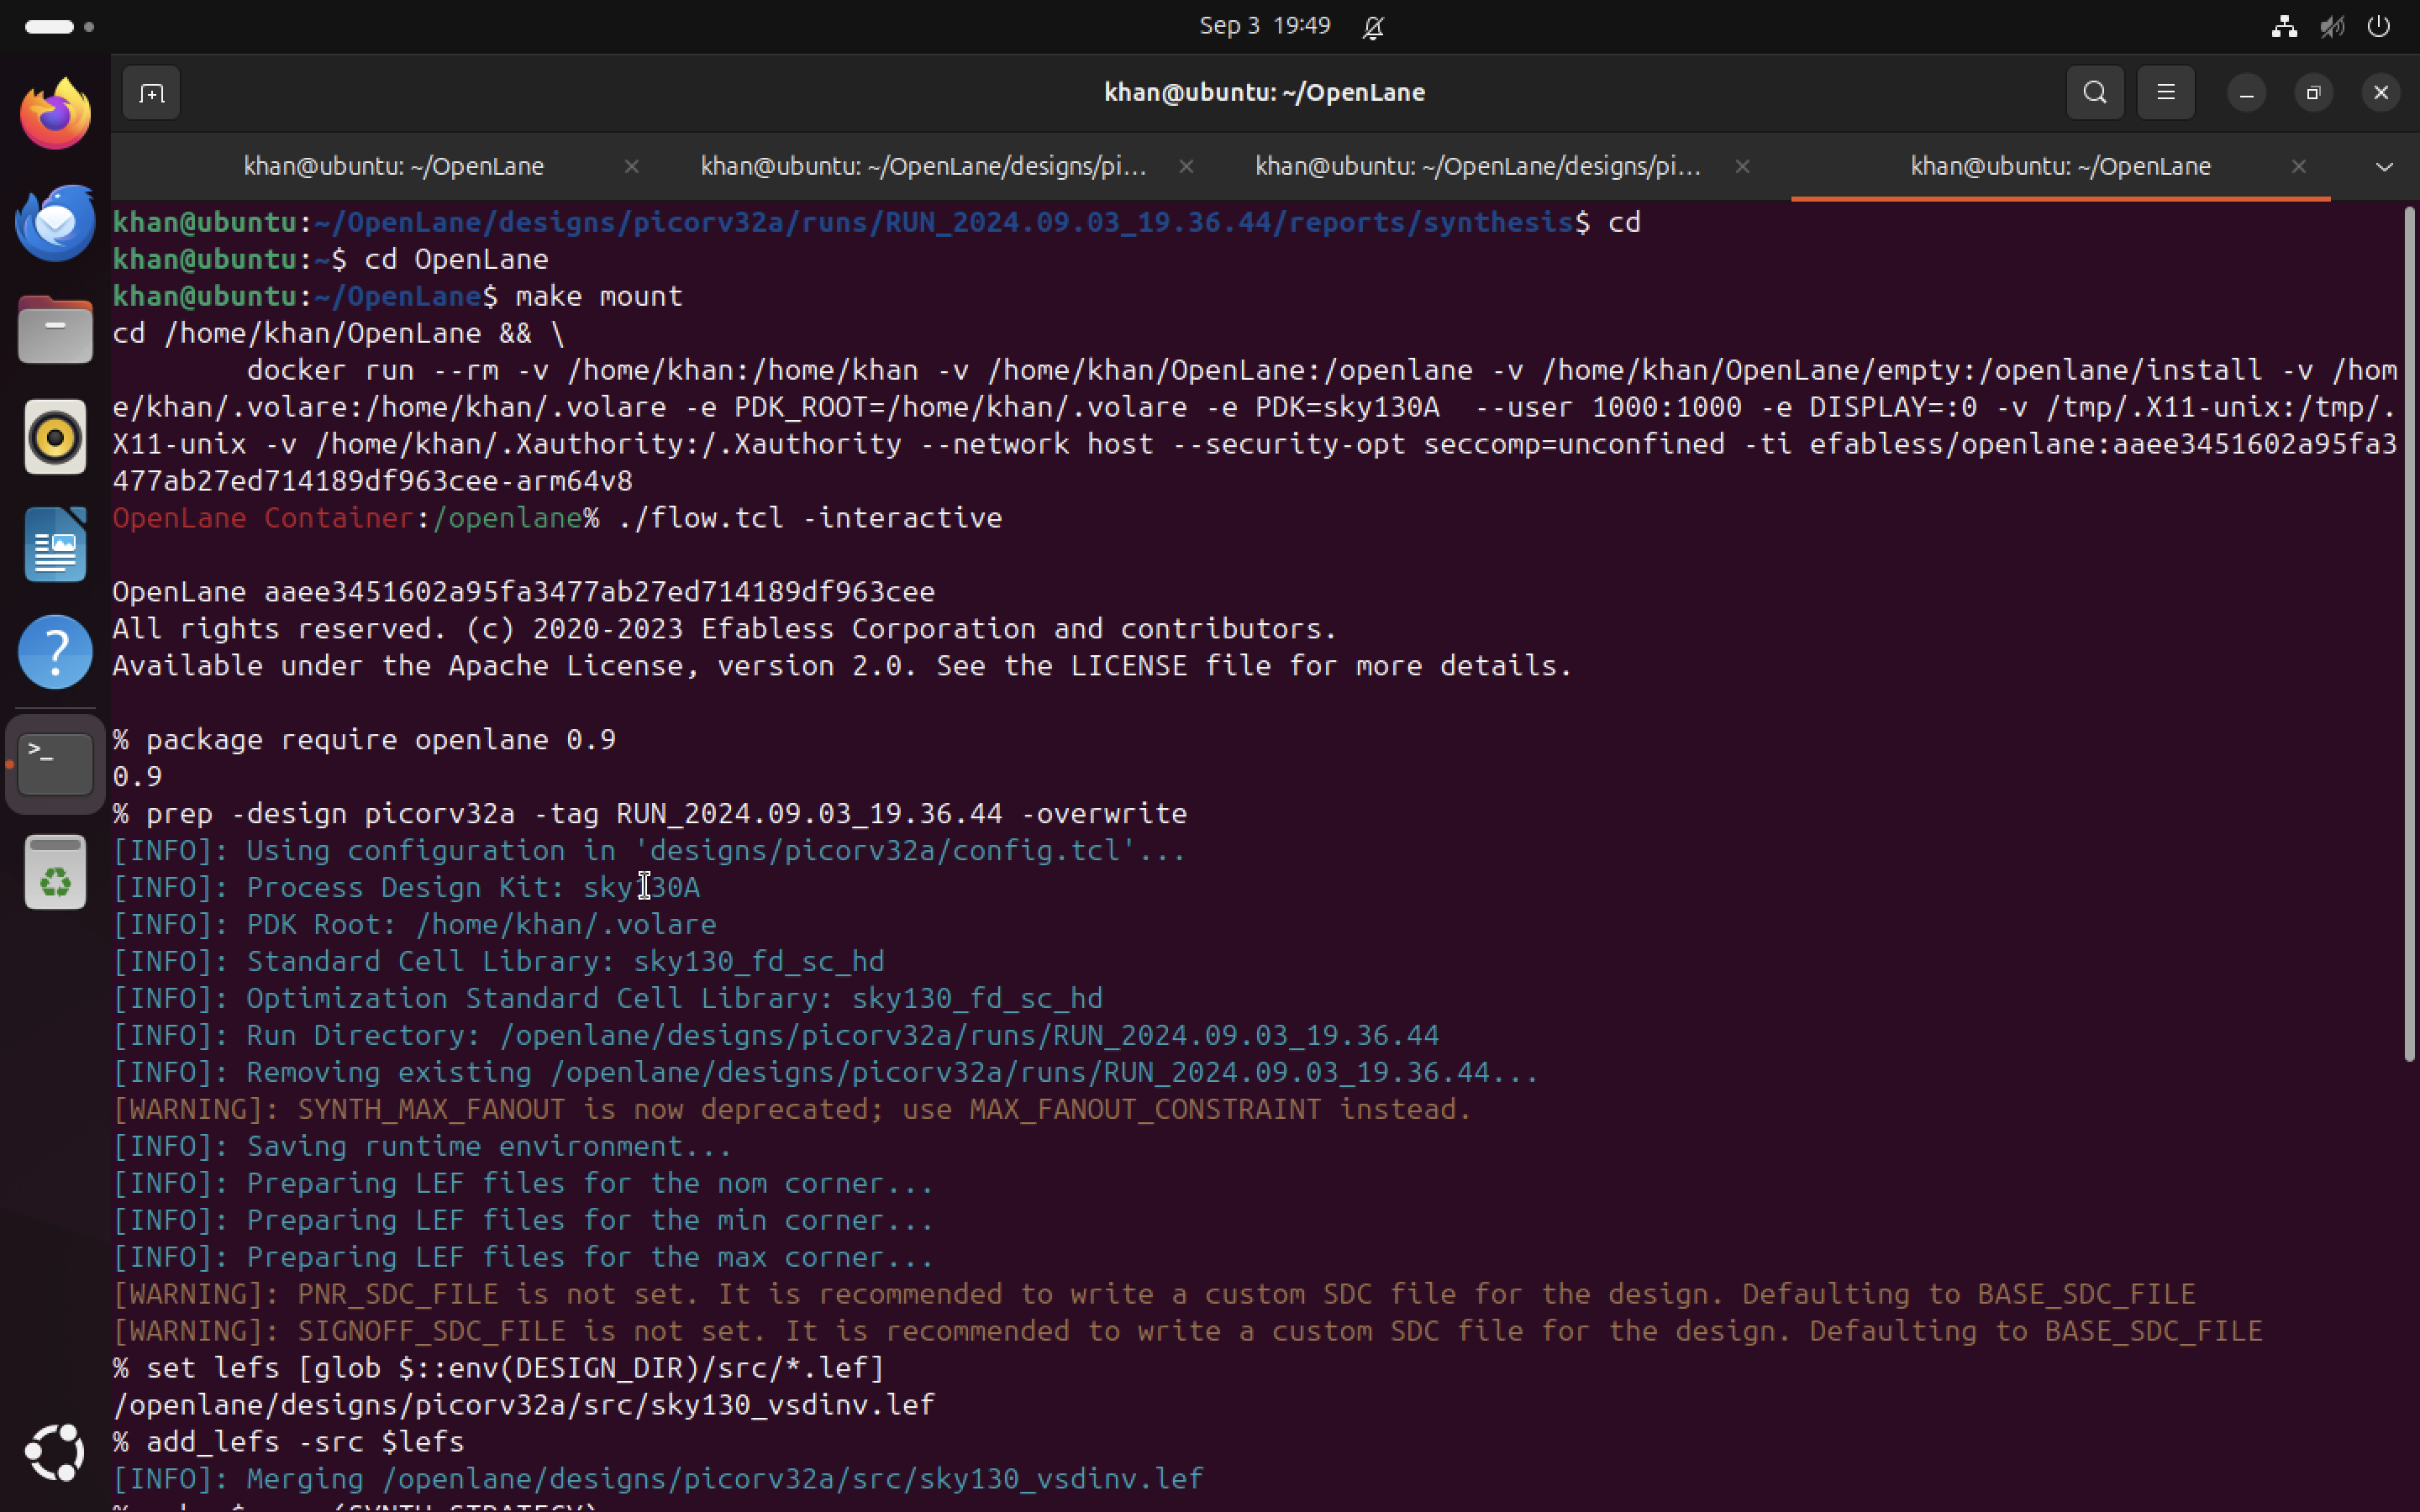 Sep 3 19:49
khan@ubuntu: ~/OpenLane
khan@ubuntu: ~/OpenLane
khan@ubuntu: ~/OpenLane/designs/pi...
khan@ubuntu: ~/OpenLane/designs/pi...
khan@ubuntu: ~/OpenLane
khan@ubuntu:~/OpenLane/designs/picorv32a/runs/RUN_2024.09.03_19.36.44/reports/synthesis$ cd
khan@ubuntu:~$ cd OpenLane
khan@ubuntu:~/OpenLane$ make mount
cd /home/khan/OpenLane && \
docker run --rm -v /home/khan:/home/khan -v /home/khan/OpenLane:/openlane -v /home/khan/OpenLane/empty:/openlane/install -v /hom
e/khan/.volare:/home/khan/.volare -e PDK_ROOT=/home/khan/.volare -e PDK=sky130A  --user 1000:1000 -e DISPLAY=:0 -v /tmp/.X11-unix:/tmp/.
X11-unix -v /home/khan/.Xauthority:/.Xauthority --network host --security-opt seccomp=unconfined -ti efabless/openlane:aaee3451602a95fa3
477ab27ed714189df963cee-arm64v8
OpenLane Container:/openlane% ./flow.tcl -interactive
OpenLane aaee3451602a95fa3477ab27ed714189df963cee
All rights reserved. (c) 2020-2023 Efabless Corporation and contributors.
Available under the Apache License, version 2.0. See the LICENSE file for more details.
% package require openlane 0.9
0.9
% prep -design picorv32a -tag RUN_2024.09.03_19.36.44 -overwrite
[INFO]: Using configuration in 'designs/picorv32a/config.tcl'...
[INFO]: Process Design Kit: sky130A
[INFO]: PDK Root: /home/khan/.volare
[INFO]: Standard Cell Library: sky130_fd_sc_hd
[INFO]: Optimization Standard Cell Library: sky130_fd_sc_hd
[INFO]: Run Directory: /openlane/designs/picorv32a/runs/RUN_2024.09.03_19.36.44
[INFO]: Removing existing /openlane/designs/picorv32a/runs/RUN_2024.09.03_19.36.44...
[WARNING]: SYNTH_MAX_FANOUT is now deprecated; use MAX_FANOUT_CONSTRAINT instead.
[INFO]: Saving runtime environment...
[INFO]: Preparing LEF files for the nom corner...
[INFO]: Preparing LEF files for the min corner...
[INFO]: Preparing LEF files for the max corner...
[WARNING]: PNR_SDC_FILE is not set. It is recommended to write a custom SDC file for the design. Defaulting to BASE_SDC_FILE
[WARNING]: SIGNOFF_SDC_FILE is not set. It is recommended to write a custom SDC file for the design. Defaulting to BASE_SDC_FILE
% set lefs [glob $::env(DESIGN_DIR)/src/*.lef]
/openlane/designs/picorv32a/src/sky130_vsdinv.lef
% add_lefs -src $lefs
[INFO]: Merging /openlane/designs/picorv32a/src/sky130_vsdinv.lef